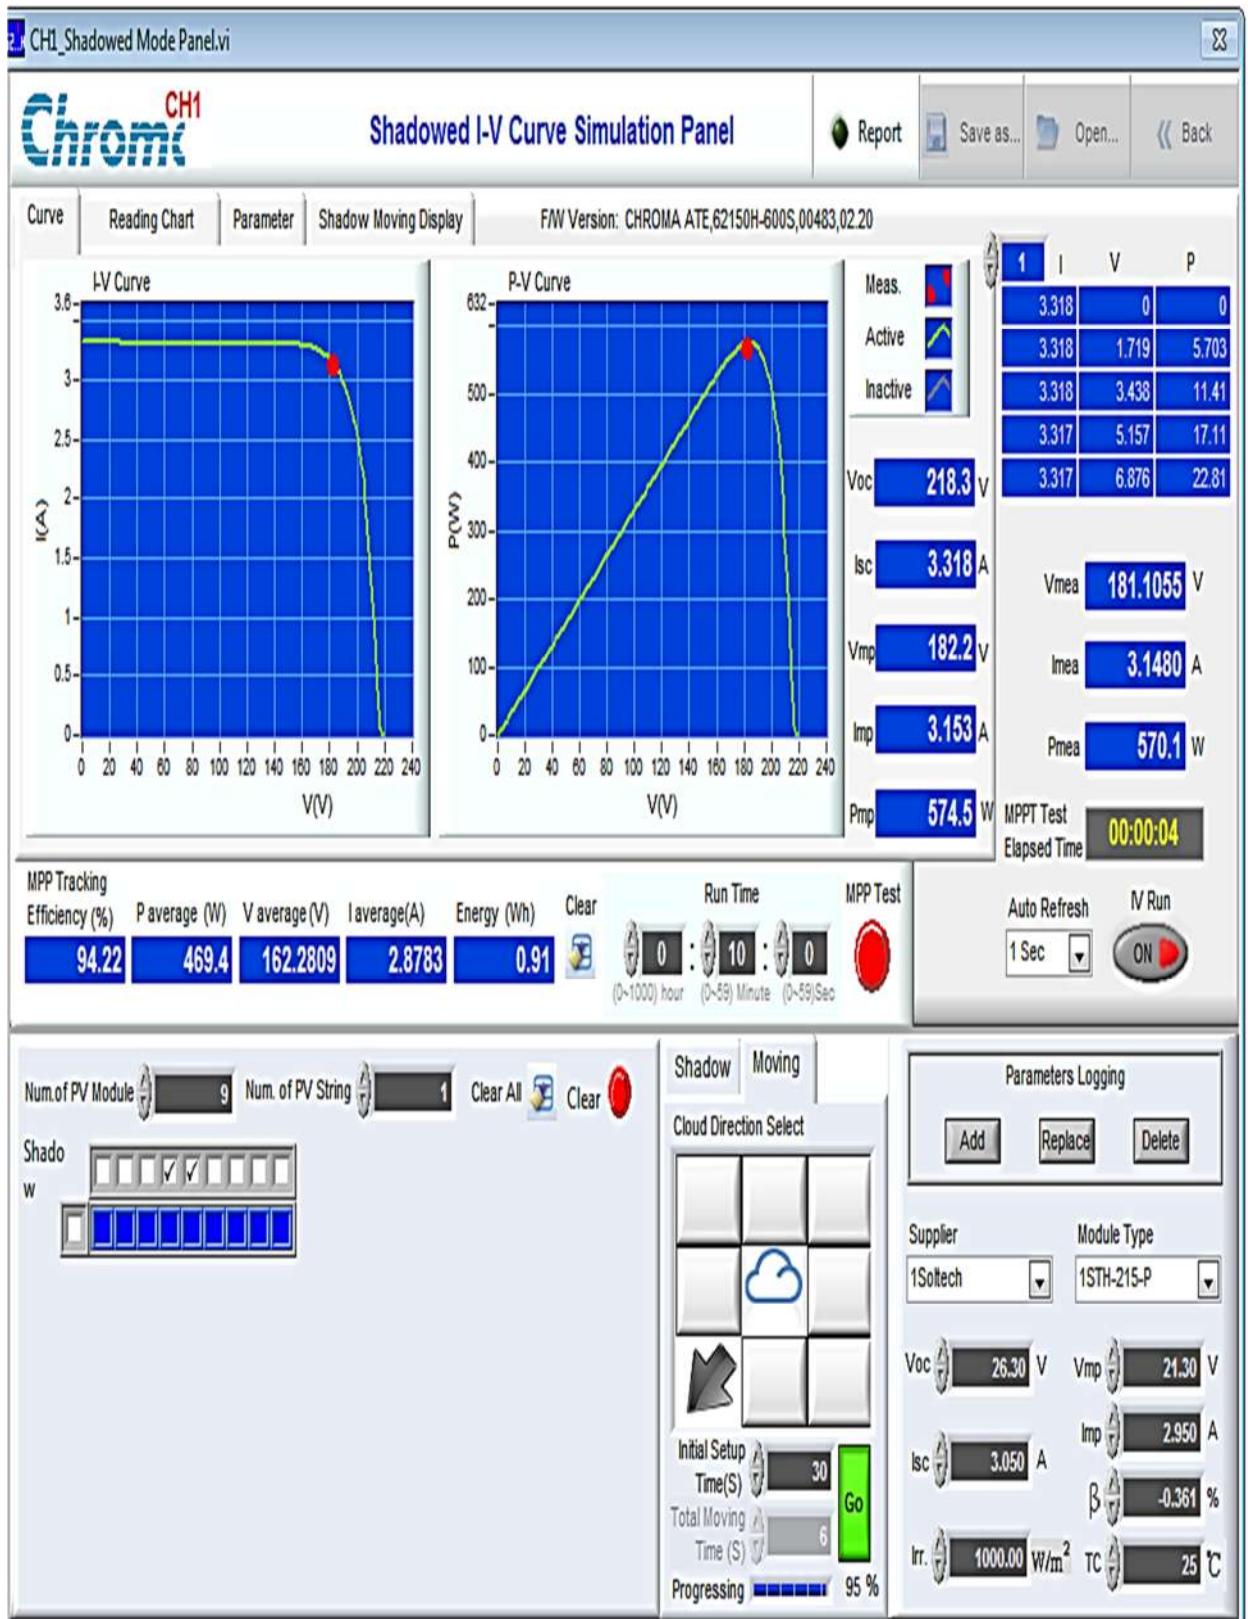 CH1_Shadowed Mode Panel.vi
Chroma CH1
Shadowed I-V Curve Simulation Panel
Report
Save as...
Open...
Back
Curve
Reading Chart
Parameter
Shadow Moving Display
F/W Version: CHROMA ATE,62150H-600S,00483,02.20
I-V Curve
3.6
3
2.5
2
1.5
1
0.5
0
I(A)
0 20 40 60 80 100 120 140 160 180 200 220 240
V(V)
P-V Curve
632
500
400
300
200
100
0
P(W)
0 20 40 60 80 100 120 140 160 180 200 220 240
V(V)
Meas.
Active
Inactive
Voc 218.3 V
Isc 3.318 A
Vmp 182.2 V
Imp 3.153 A
Pmp 574.5 W
1 I V P
3.318 0 0
3.318 1.719 5.703
3.318 3.438 11.41
3.317 5.157 17.11
3.317 6.876 22.81
Vmea 181.1055 V
Imea 3.1480 A
Pmea 570.1 W
MPPT Test
Elapsed Time 00:00:04
Auto Refresh
1 Sec
IV Run
ON
MPP Tracking
Efficiency (%) P average (W) V average (V) I average(A) Energy (Wh) Clear
94.22 469.4 162.2809 2.8783 0.91
Run Time
0 : 10 : 0
(0~1000) hour (0~59) Minute (0~59)Sec
MPP Test
Num.of PV Module 9 Num. of PV String 1 Clear All Clear
Shado
w
Shadow
Moving
Cloud Direction Select
Initial Setup
Time(S) 30
Total Moving
Time (S) 6
Go
Progressing 95 %
Parameters Logging
Add Replace Delete
Supplier Module Type
1Soltech 1STH-215-P
Voc 26.30 V Vmp 21.30 V
Isc 3.050 A Imp 2.950 A
β -0.361 %
Irr. 1000.00 W/m² TC 25 ℃